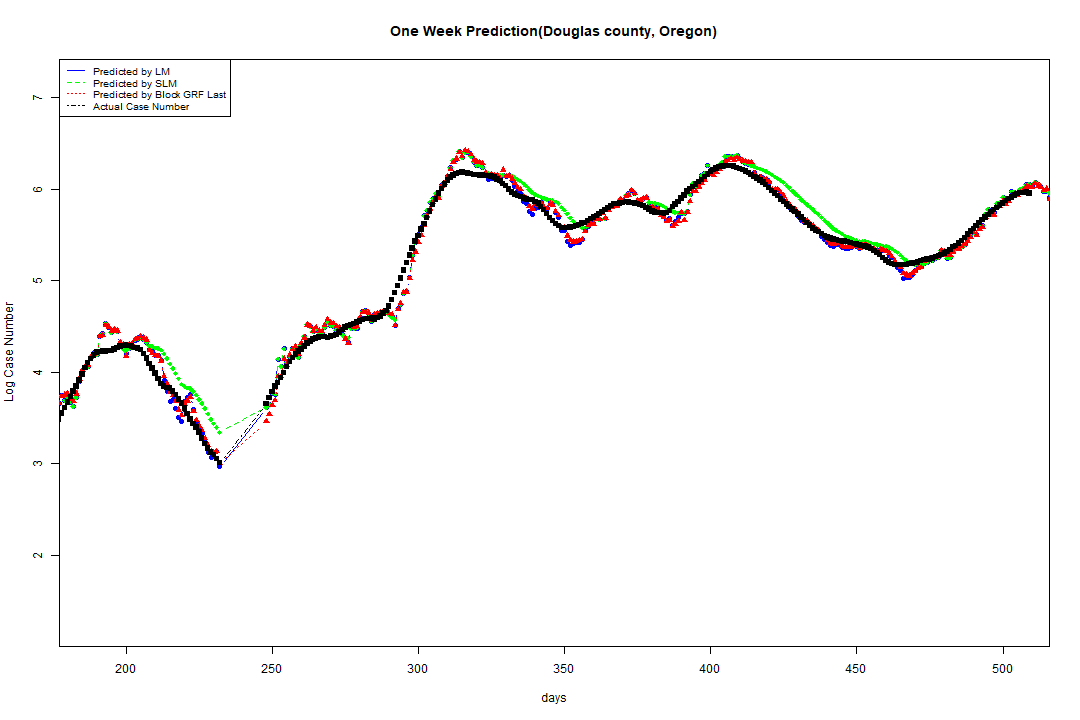 One Week Prediction(Douglas county, Oregon)
Predicted by LM
Predicted by SLM
Predicted by Block GRF Last
Actual Case Number
7
6
5
4
3
2
Log Case Number
200 250 300 350 400 450 500
days